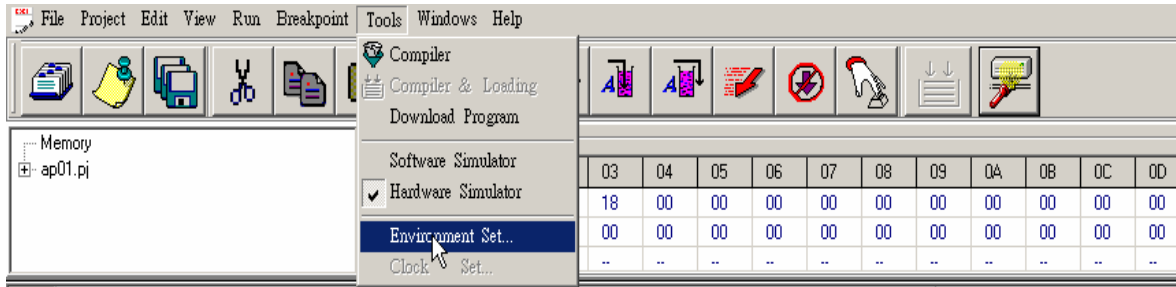 File Project Edit View Run Breakpoint Tools Windows Help
Compiler
Compiler & Loading
Download Program
Software Simulator
Hardware Simulator
Environment Set...
Clock Set...
Memory
ap01.pj
03 04 05 06 07 08 09 0A 0B 0C 0D
18 00 00 00 00 00 00 00 00 00 00
00 00 00 00 00 00 00 00 00 00 00
-- -- -- -- -- -- -- -- -- -- --